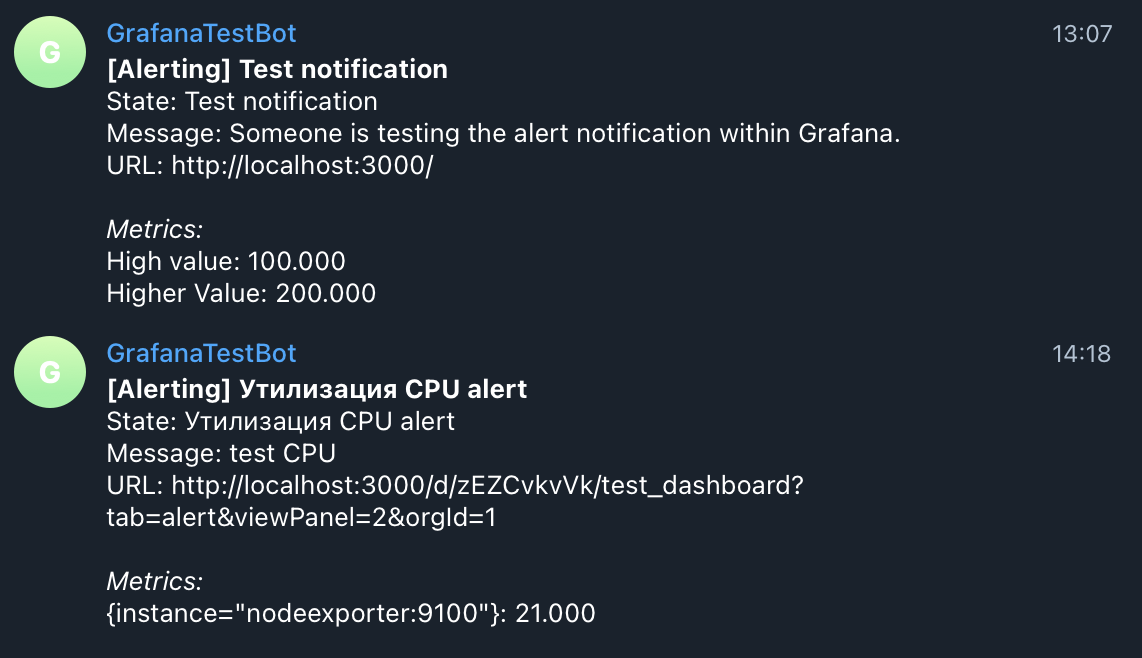 G
GrafanaTestBot
13:07
[Alerting] Test notification
State: Test notification
Message: Someone is testing the alert notification within Grafana.
URL: http://localhost:3000/
Metrics:
High value: 100.000
Higher Value: 200.000
G
GrafanaTestBot
14:18
[Alerting] Утилизация CPU alert
State: Утилизация CPU alert
Message: test CPU
URL: http://localhost:3000/d/zEZCvkvVk/test_dashboard?
tab=alert&viewPanel=2&orgId=1
Metrics:
{instance="nodeexporter:9100"}: 21.000